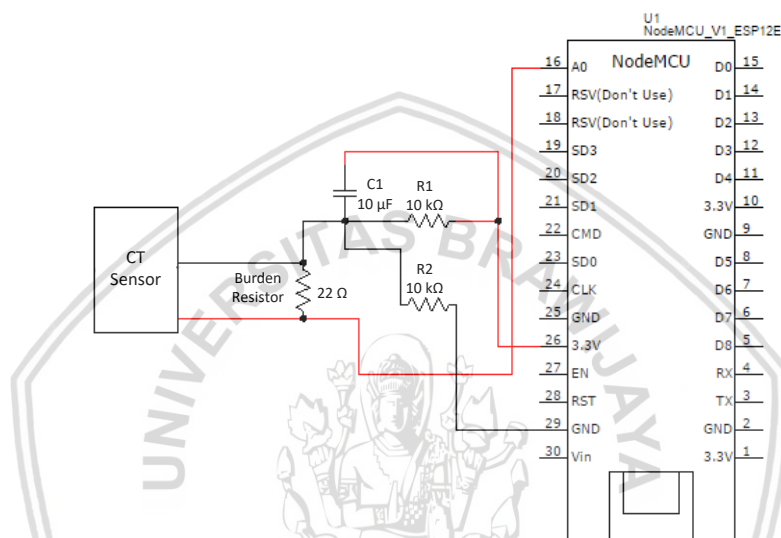 U1
NodeMCU_V1_ESP12E
NodeMCU
16 A0 D0 15
17 RSV(Don't Use) D1 14
18 RSV(Don't Use) D2 13
19 SD3 D3 12
20 SD2 D4 11
21 SD1 3.3V 10
22 CMD GND 9
23 SD0 D5 8
24 CLK D6 7
25 GND D7 6
26 3.3V D8 5
27 EN RX 4
28 RST TX 3
29 GND GND 2
30 Vin 3.3V 1
C1
10 µF
R1
10 kΩ
R2
10 kΩ
CT
Sensor
Burden
Resistor
22 Ω
UNIVERSITAS BRAWIJAYA